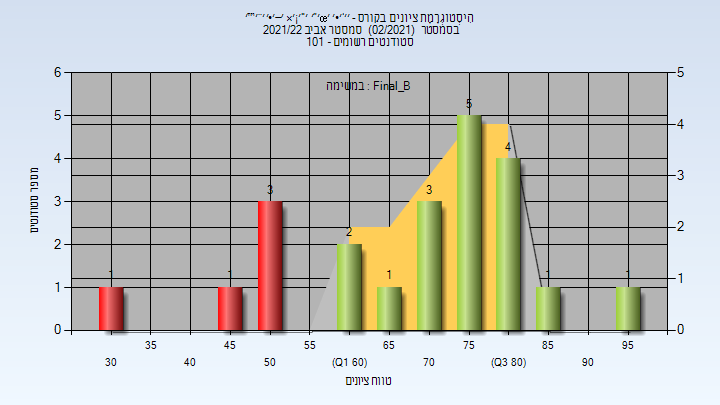 היסטוגרמת ציונים בקורס -
בסמסטר (02/2021) סמסטר אביב 2021/22
סטודנטים רשומים - 101
במשימה : Final_B
6 5 4 3 2 1 0
מספר סטודנטים
5 4 3 2 1 0
1 1 3 2 1 3 5 4 1 1
35 45 55 65 75 85 95
30 40 50 (Q1 60) 70 (Q3 80) 90
טווח ציונים